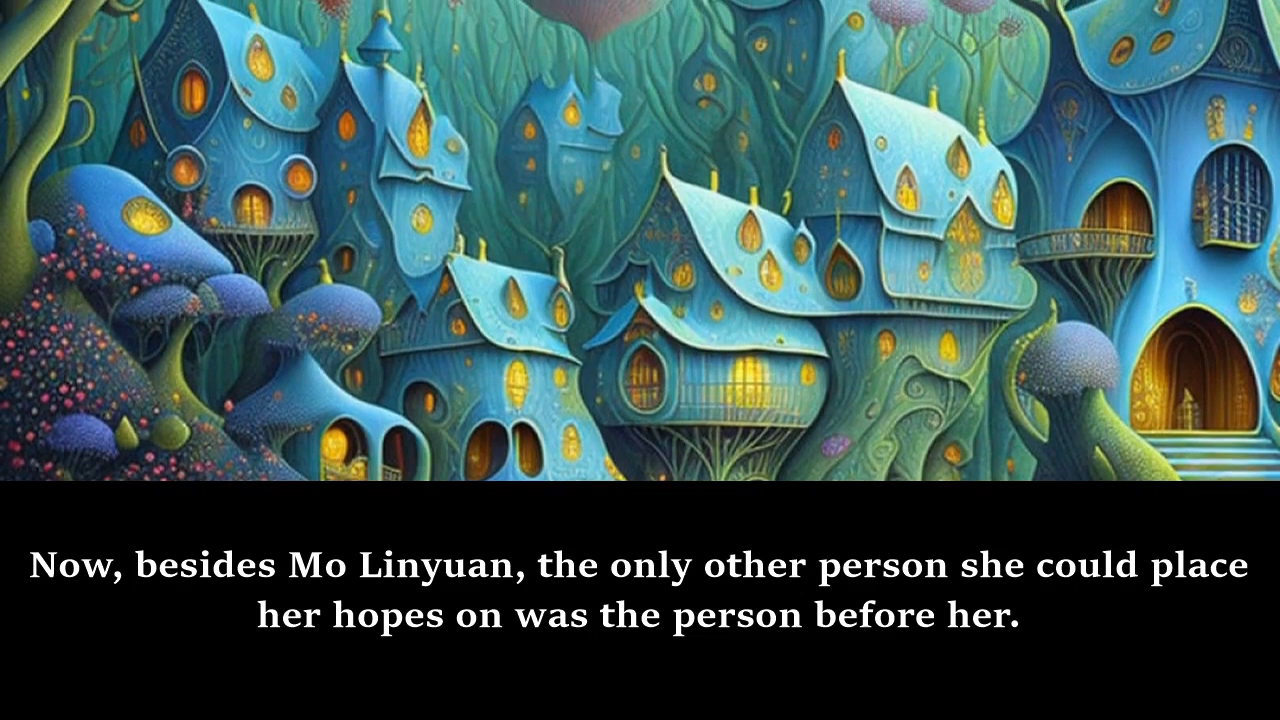 Now, besides Mo Linyuan, the only other person she could place
her hopes on was the person before her.